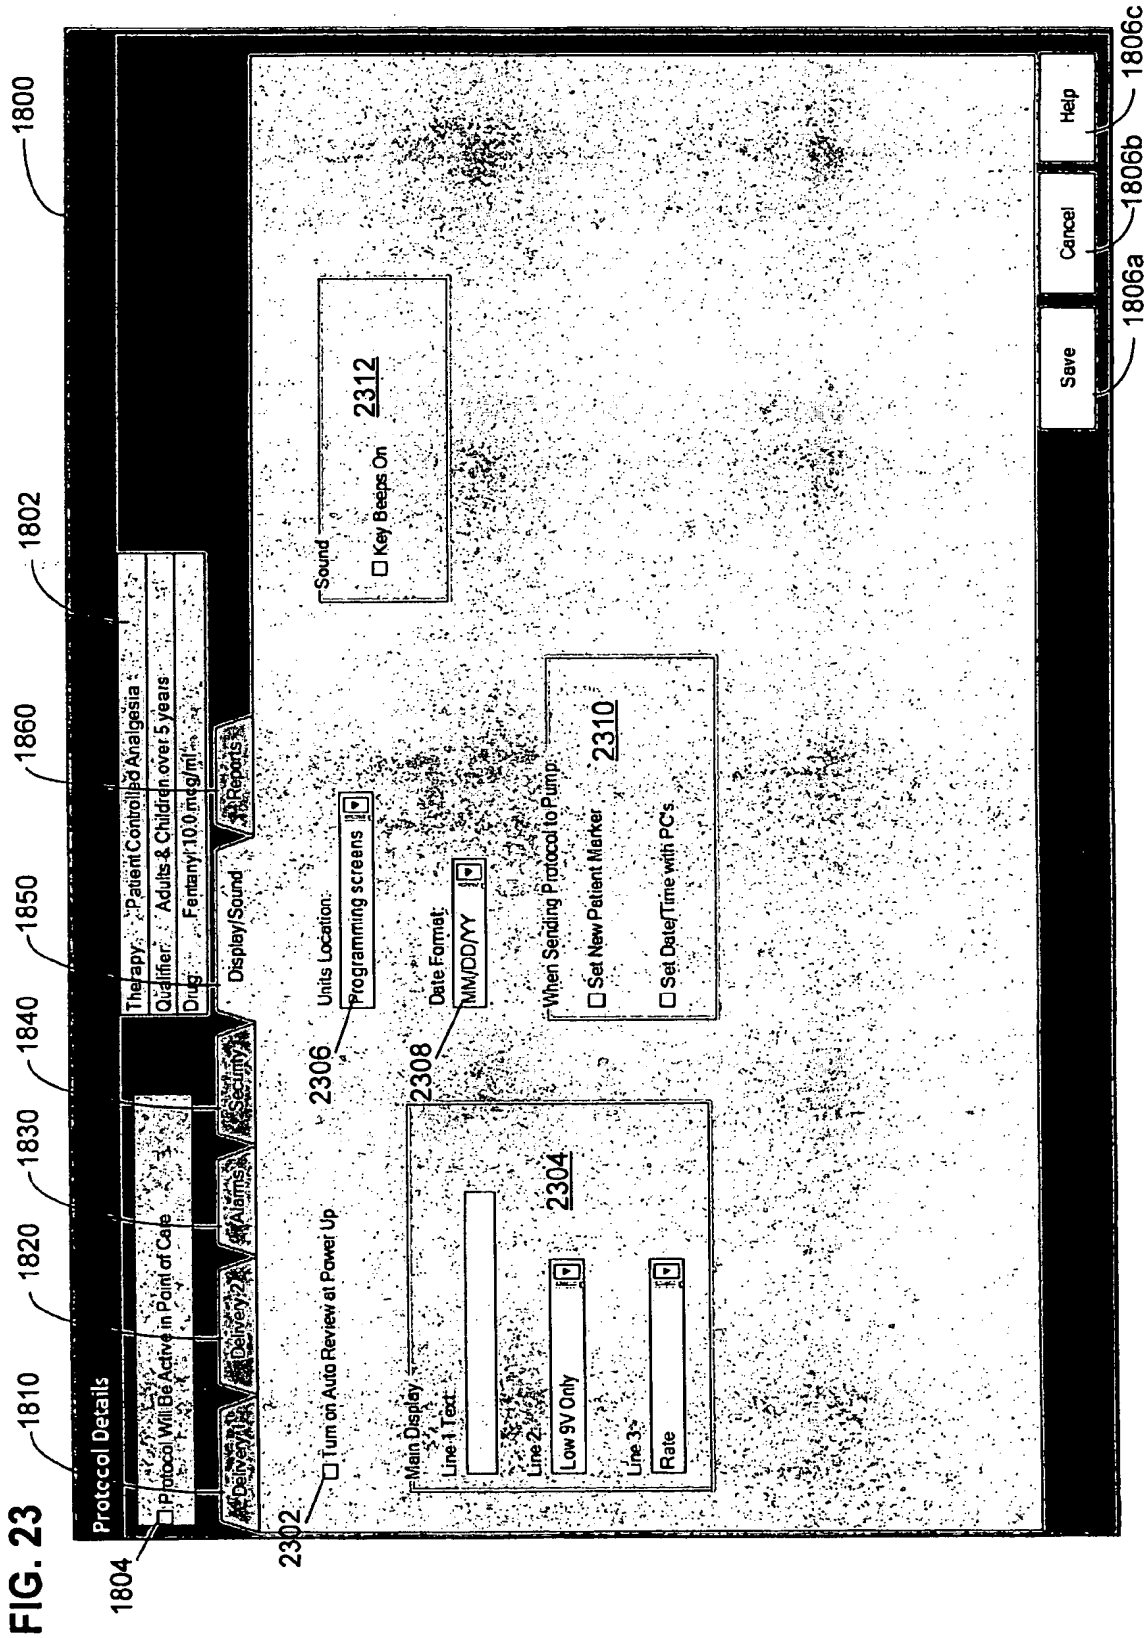 FIG. 23
1800
Protocol Details
1804
Protocol Will Be Active in Point of Care
Therapy: Patient Controlled Analgesia
Qualifier: Adults & Children over 5 years
Drug: Fentanyl 10.0 mcg/ml
1802
1810
1820
1830
1840
1850
1860
Delivery 1
Delivery 2
Alarms
Security
Display/Sound
Reports
2302
Turn on Auto Review at Power Up
Main Display
Line 1 Text
Line 2:
Low 9V Only
2304
Line 3:
Rate
2306
Units Location:
Programming screens
2308
Date Format:
MM/DD/YY
When Sending Protocol to Pump:
Set New Patient Marker
2310
Set Date/Time with PC's
Sound
Key Beeps On
2312
Save
Cancel
Help
1806a
1806b
1806c